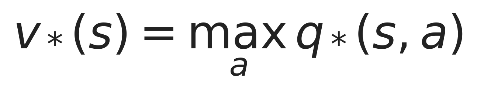 v∗(s) = max q∗(s, a)
a